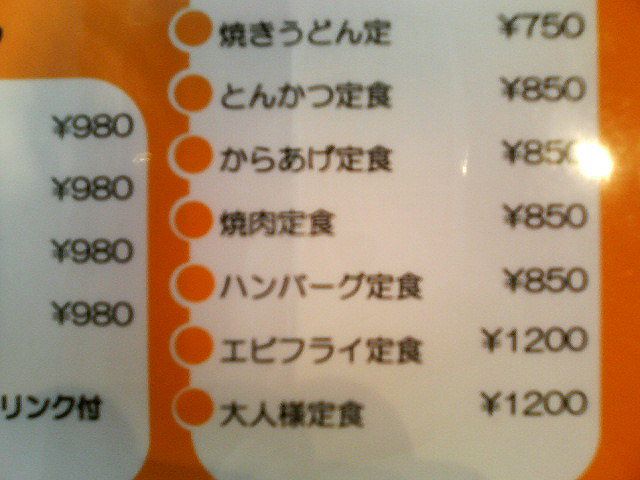 ¥980
¥980
¥980
¥980
リンク付
焼きうどん定 ¥750
とんかつ定食 ¥850
からあげ定食 ¥850
焼肉定食 ¥850
ハンバーグ定食 ¥850
エビフライ定食 ¥1200
大人様定食 ¥1200